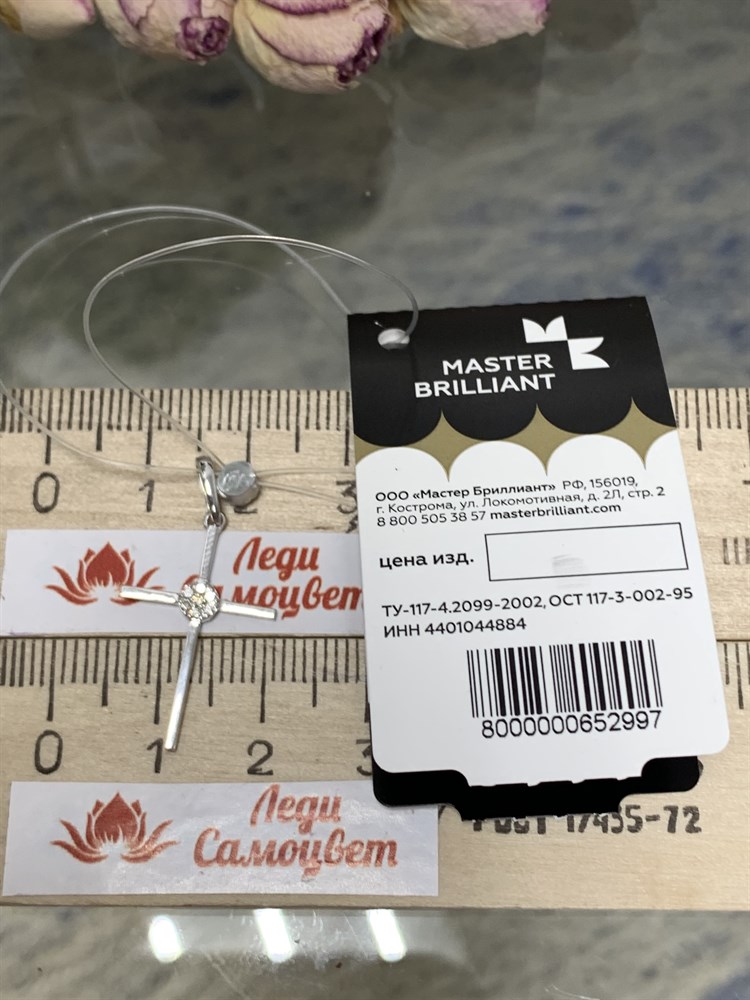 MASTER
BRILLIANT
0 1 2 3
ООО «Мастер Бриллиант» РФ, 156019,
г. Кострома, ул. Локомотивная, д. 2Л, стр. 2
8 800 505 38 57 masterbrilliant.com
цена изд.
Леди
Самоцвет
ТУ-117-4.2099-2002, ОСТ 117-3-002-95
ИНН 4401044884
8000000652997
0 1 2 3
Леди
Самоцвет
ГОСТ 17435-72